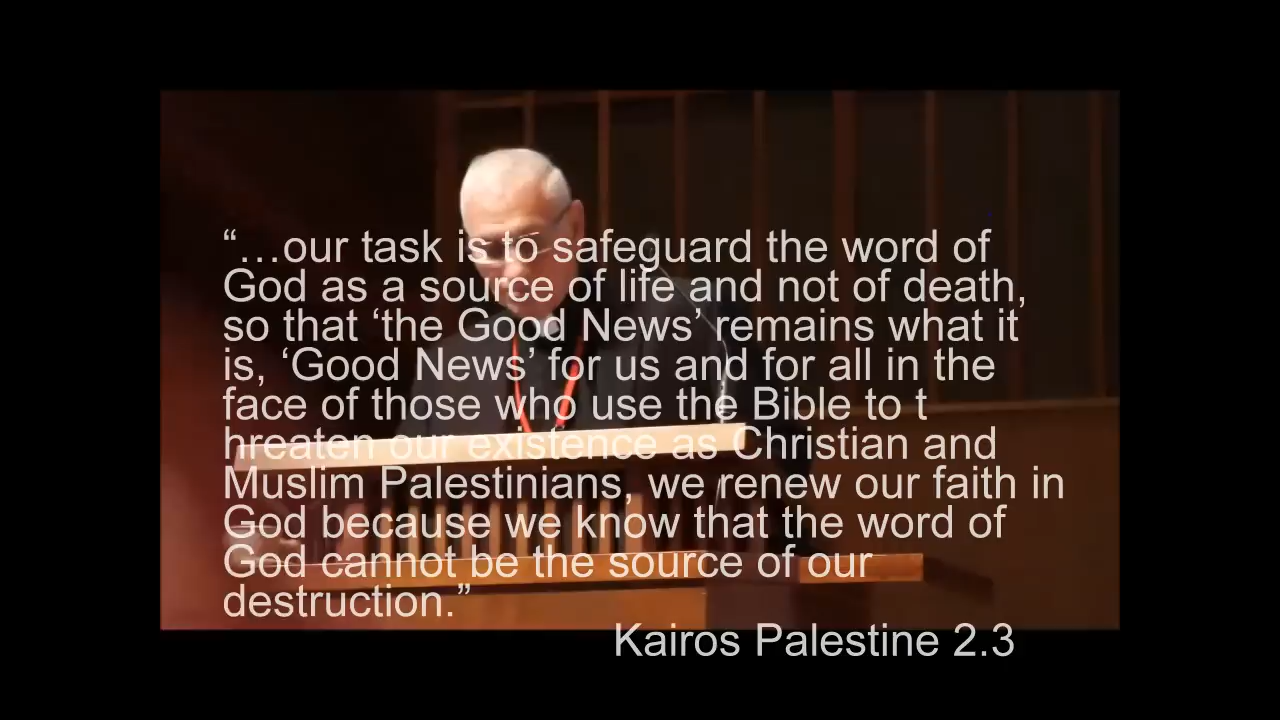 “…our task is to safeguard the word of
God as a source of life and not of death,
so that ‘the Good News’ remains what it
is, ‘Good News’ for us and for all in the
face of those who use the Bible to t
hreaten our existence as Christian and
Muslim Palestinians, we renew our faith in
God because we know that the word of
God cannot be the source of our
destruction.”
Kairos Palestine 2.3